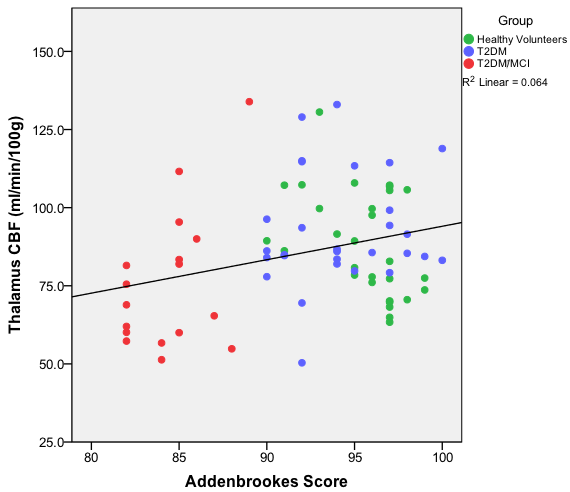 Group
Healthy Volunteers
T2DM
T2DM/MCI
R2 Linear = 0.064
150.0
125.0
100.0
75.0
50.0
25.0
Thalamus CBF (ml/min/100g)
80 85 90 95 100
Addenbrookes Score